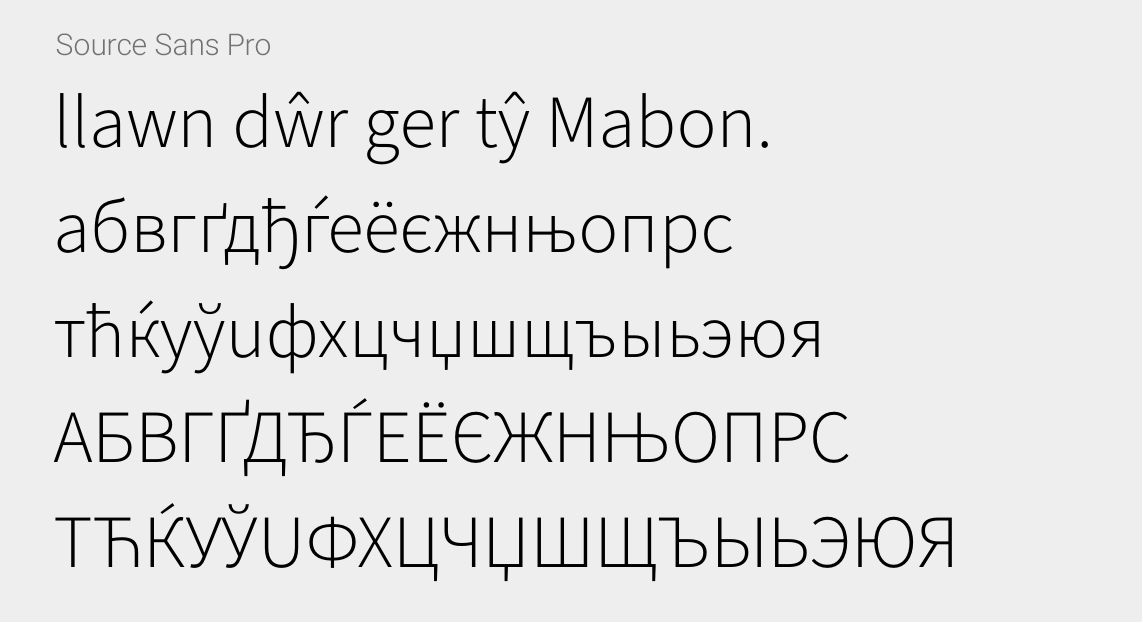 Source Sans Pro
llawn dŵr ger tŷ Mabon.
абвгґдђѓеёєжнњопрс
тћќуўuфхцчџшщъыьэюя
АБВГҐДЂЃЕЁЄЖНЊОПРС
ТЋЌУЎUФХЦЧЏШЩЪЫЬЭЮЯ